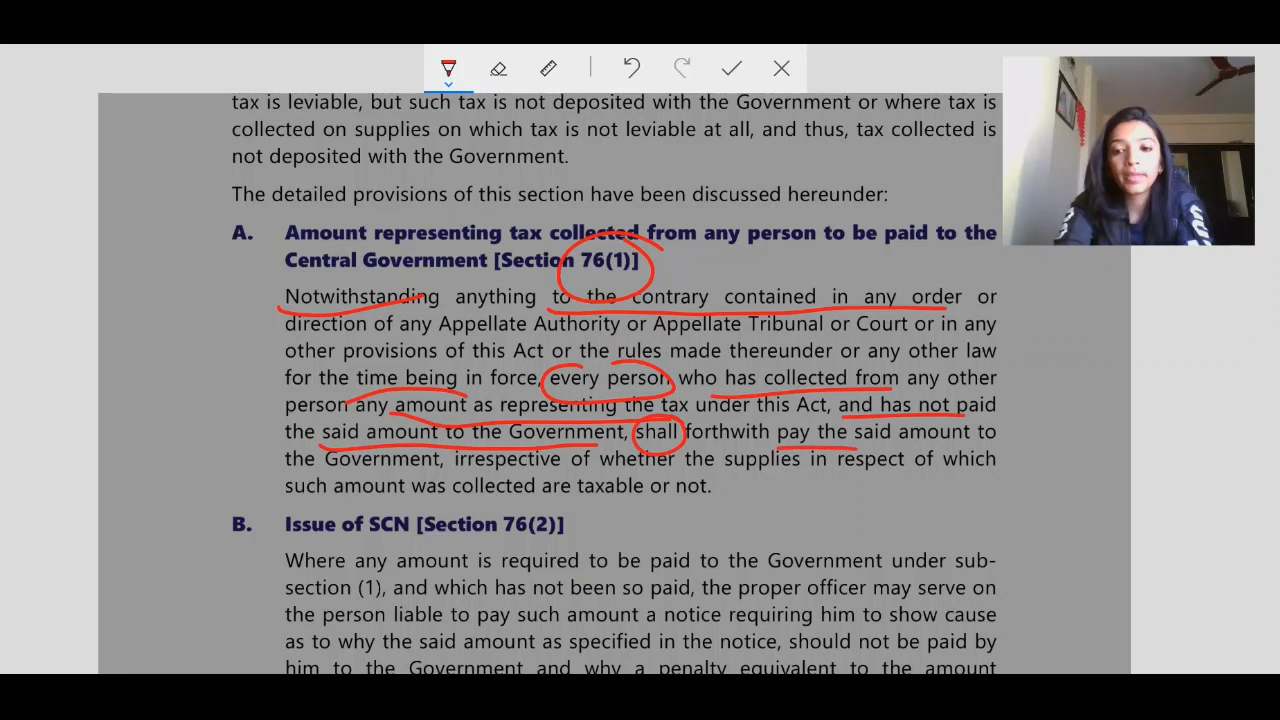 tax is leviable, but such tax is not deposited with the Government or where tax is
collected on supplies on which tax is not leviable at all, and thus, tax collected is
not deposited with the Government.
The detailed provisions of this section have been discussed hereunder:
A. Amount representing tax collected from any person to be paid to the
Central Government [Section 76(1)]
Notwithstanding anything to the contrary contained in any order or
direction of any Appellate Authority or Appellate Tribunal or Court or in any
other provisions of this Act or the rules made thereunder or any other law
for the time being in force, every person who has collected from any other
person any amount as representing the tax under this Act, and has not paid
the said amount to the Government, shall forthwith pay the said amount to
the Government, irrespective of whether the supplies in respect of which
such amount was collected are taxable or not.
B. Issue of SCN [Section 76(2)]
Where any amount is required to be paid to the Government under sub-
section (1), and which has not been so paid, the proper officer may serve on
the person liable to pay such amount a notice requiring him to show cause
as to why the said amount as specified in the notice, should not be paid by
him to the Government and why a penalty equivalent to the amount